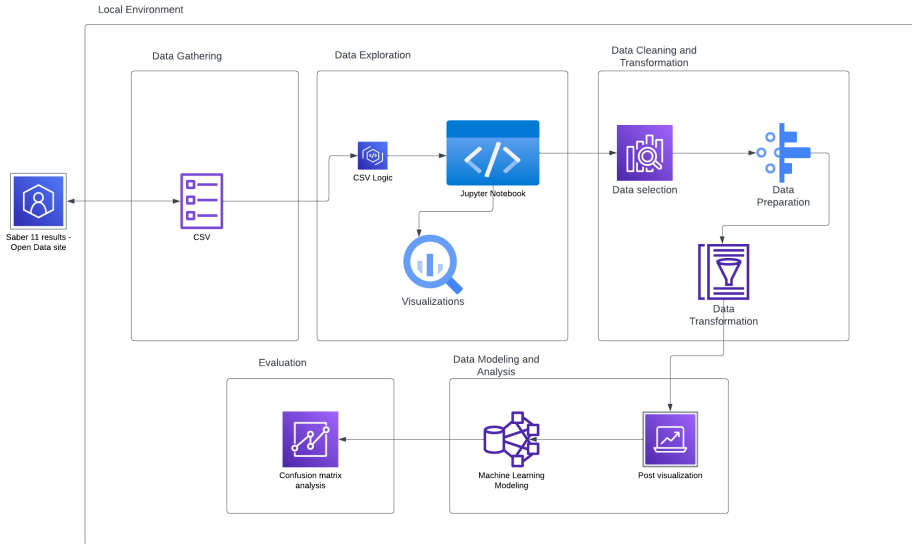 Local Environment
Data Gathering
Data Exploration
Data Cleaning and
Transformation
CSV Logic
Jupyter Notebook
Data selection
Data
Preparation
Saber 11 results -
Open Data site
CSV
Visualizations
Data
Transformation
Evaluation
Data Modeling and
Analysis
Confusion matrix
analysis
Machine Learning
Modeling
Post visualization